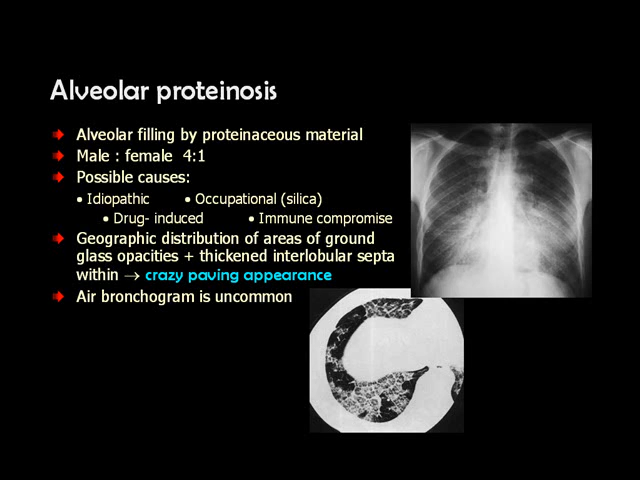 Alveolar proteinosis
Alveolar filling by proteinaceous material
Male : female 4:1
Possible causes:
• Idiopathic • Occupational (silica)
• Drug- induced • Immune compromise
Geographic distribution of areas of ground
glass opacities + thickened interlobular septa
within → crazy paving appearance
Air bronchogram is uncommon